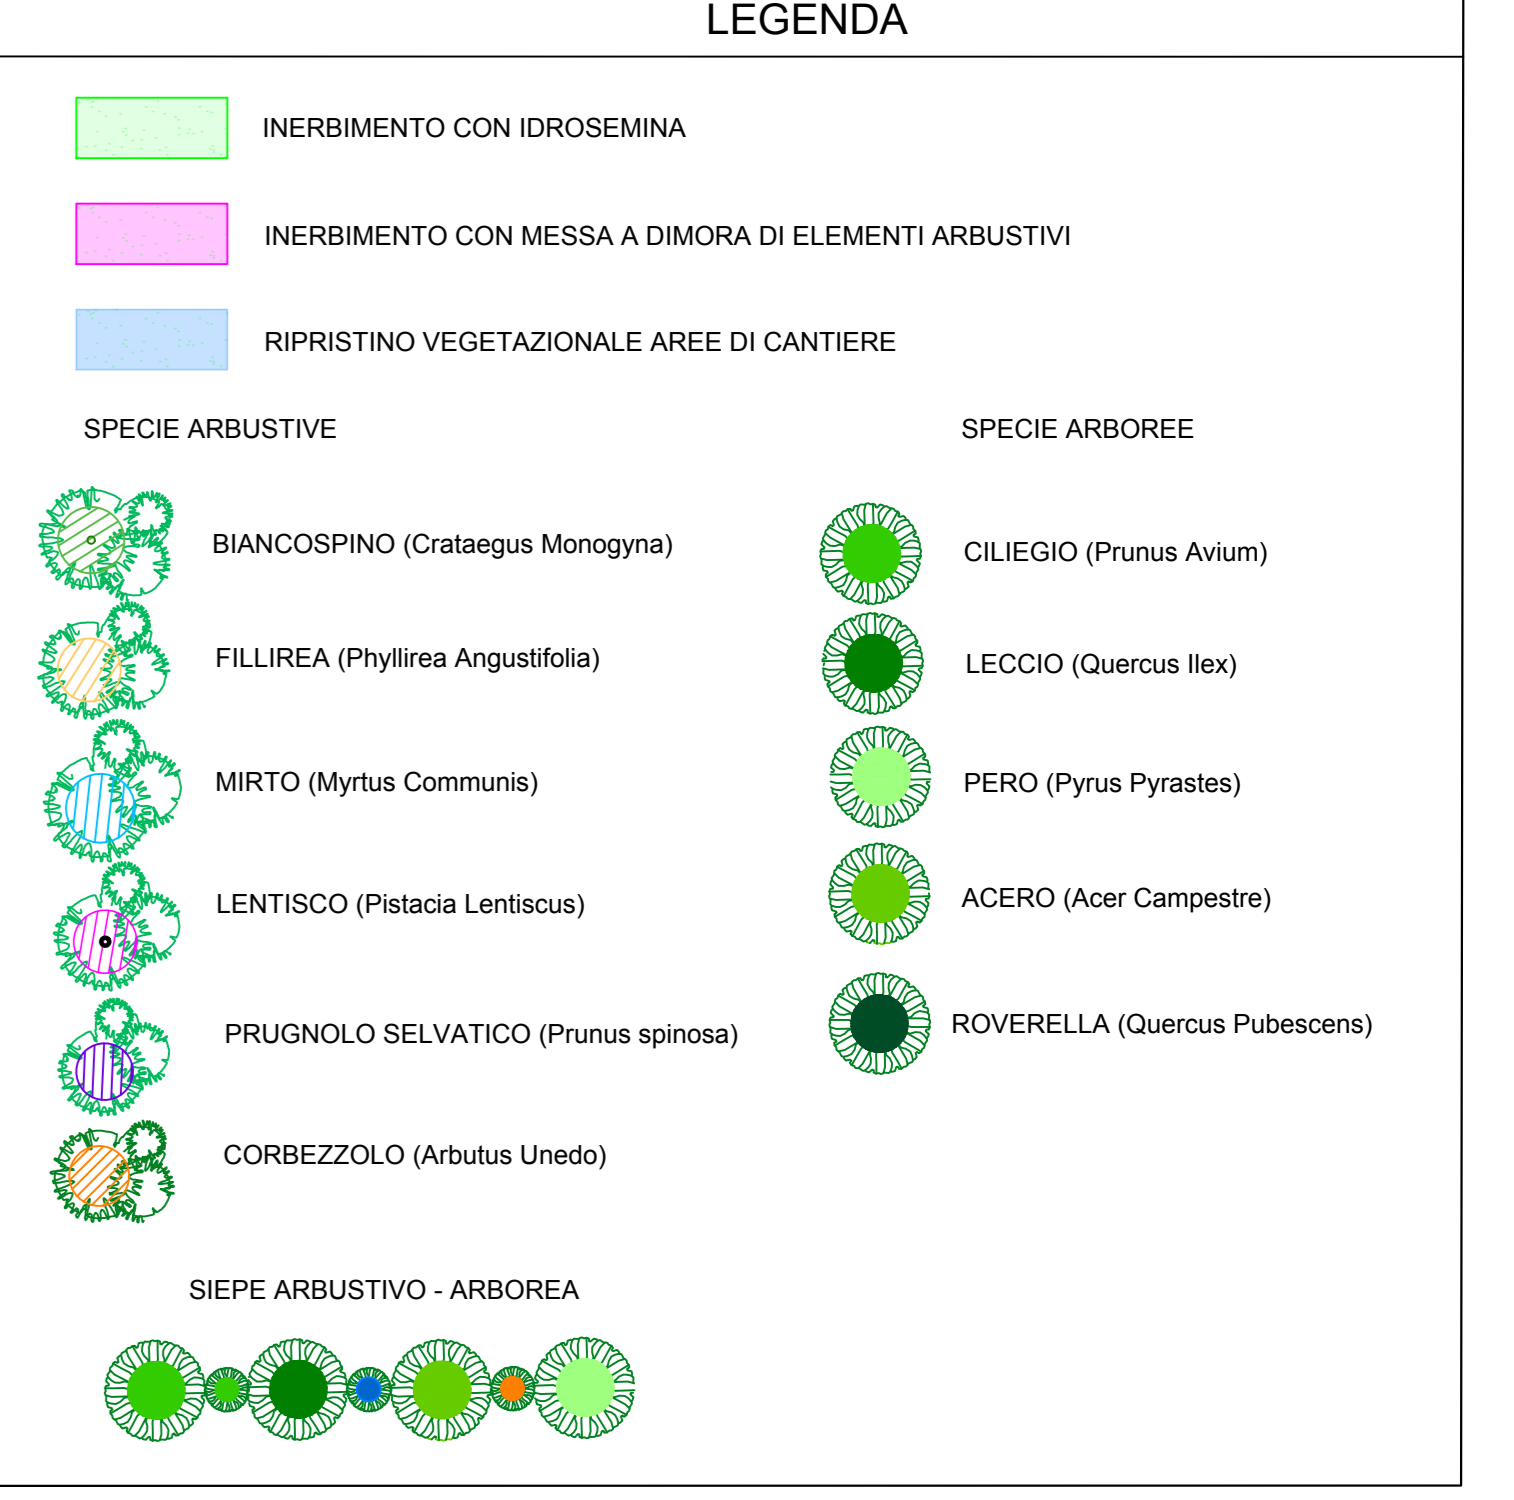 LEGENDA
INERBIMENTO CON IDROSEMINA
INERBIMENTO CON MESSA A DIMORA DI ELEMENTI ARBUSTIVI
RIPRISTINO VEGETAZIONALE AREE DI CANTIERE
SPECIE ARBUSTIVE
BIANCOSPINO (Crataegus Monogyna)
FILLIREA (Phyllirea Angustifolia)
MIRTO (Myrtus Communis)
LENTISCO (Pistacia Lentiscus)
PRUGNOLO SELVATICO (Prunus spinosa)
CORBEZZOLO (Arbutus Unedo)
SPECIE ARBOREE
CILIEGIO (Prunus Avium)
LECCIO (Quercus Ilex)
PERO (Pyrus Pyrastes)
ACERO (Acer Campestre)
ROVERELLA (Quercus Pubescens)
SIEPE ARBUSTIVO - ARBOREA